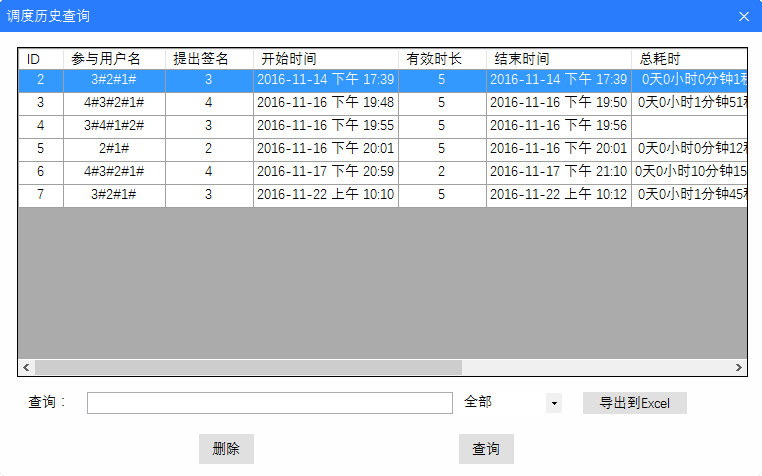 调度历史查询
ID 参与用户名 提出签名 开始时间 有效时长 结束时间 总耗时
2 3#2#1# 3 2016-11-14 下午 17:39 5 2016-11-14 下午 17:39 0天0小时0分钟1
3 4#3#2#1# 4 2016-11-16 下午 19:48 5 2016-11-16 下午 19:50 0天0小时1分钟51
4 3#4#1#2# 3 2016-11-16 下午 19:55 5 2016-11-16 下午 19:56
5 2#1# 2 2016-11-16 下午 20:01 5 2016-11-16 下午 20:01 0天0小时0分钟12
6 4#3#2#1# 4 2016-11-17 下午 20:59 2 2016-11-17 下午 21:10 0天0小时10分钟15
7 3#2#1# 3 2016-11-22 上午 10:10 5 2016-11-22 上午 10:12 0天0小时1分钟45
查询： 全部 导出到Excel
删除 查询